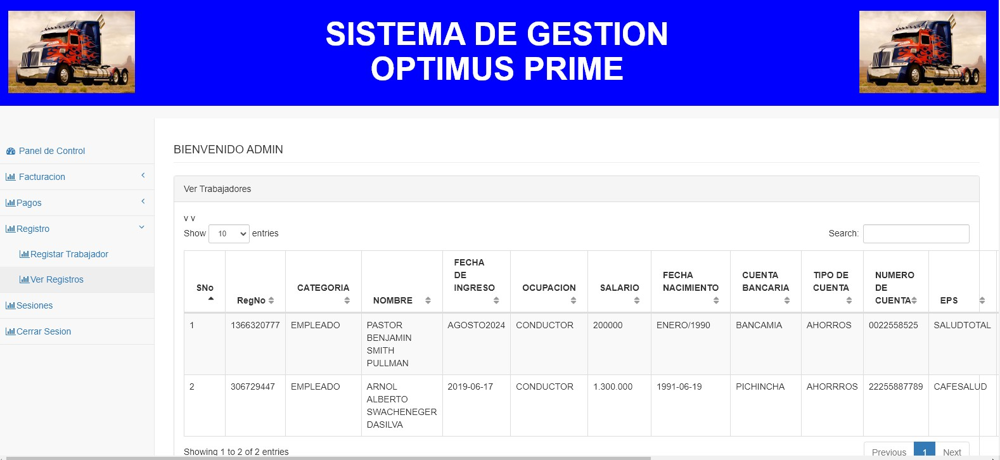 SISTEMA DE GESTION
OPTIMUS PRIME
Panel de Control
Facturacion
Pagos
Registro
Registar Trabajador
Ver Registros
Sesiones
Cerrar Sesion
BIENVENIDO ADMIN
Ver Trabajadores
v v
Show 10 entries
Search:
SNo
RegNo
CATEGORIA
NOMBRE
FECHA
DE
INGRESO
OCUPACION
SALARIO
FECHA
NACIMIENTO
CUENTA
BANCARIA
TIPO DE
CUENTA
NUMERO
DE
CUENTA
EPS
1
1366320777
EMPLEADO
PASTOR
BENJAMIN
SMITH
PULLMAN
AGOSTO2024
CONDUCTOR
200000
ENERO/1990
BANCAMIA
AHORROS
0022558525
SALUDTOTAL
2
306729447
EMPLEADO
ARNOL
ALBERTO
SWACHENEGER
DASILVA
2019-06-17
CONDUCTOR
1.300.000
1991-06-19
PICHINCHA
AHORRROS
22255887789
CAFESALUD
Showing 1 to 2 of 2 entries
Previous 1 Next